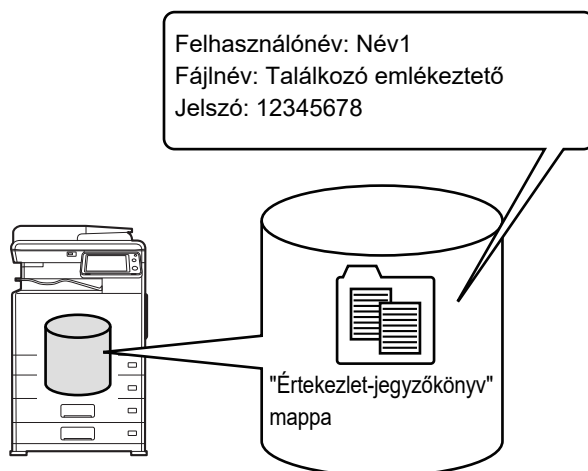 Felhasználónév: Név1
Fájlnév: Találkozó emlékeztető
Jelszó: 12345678
"Értekezlet-jegyzőkönyv"
mappa